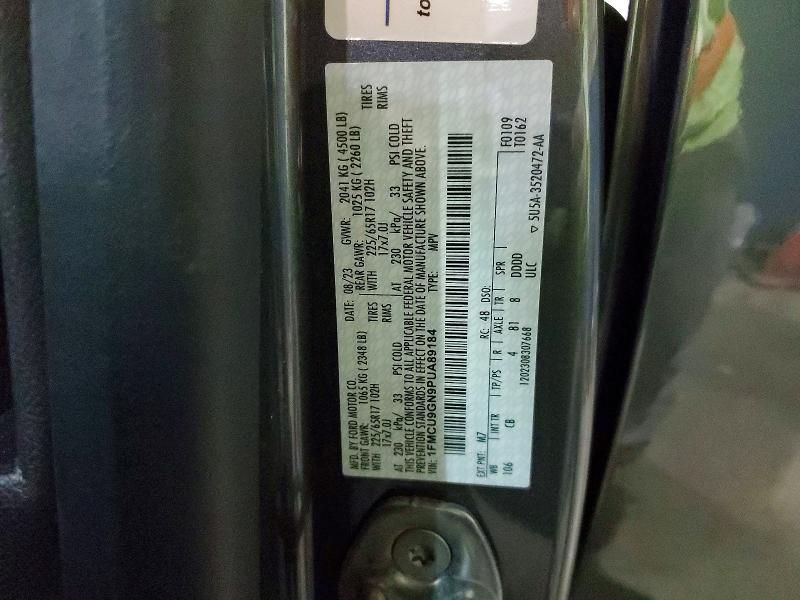 to
MFD. BY FORD MOTOR CO.
DATE: 08/23 GVWR: 2041 KG ( 4500 LB)
FRONT GAWR: 1065 KG ( 2348 LB) REAR GAWR: 1025 KG ( 2260 LB)
WITH 225/65R17 102H TIRES WITH 225/65R17 102H TIRES
17x7.0J RIMS 17x7.0J RIMS
AT 230 kPa/ 33 PSI COLD AT 230 kPa/ 33 PSI COLD
THIS VEHICLE CONFORMS TO ALL APPLICABLE FEDERAL MOTOR VEHICLE SAFETY AND THEFT
PREVENTION STANDARDS IN EFFECT ON THE DATE OF MANUFACTURE SHOWN ABOVE.
VIN: 1FMCU9GN9PUA89184 TYPE: MPV
EXT PNT: M7 RC: 48 DSO: F0109
WB INT TR TP/PS R AXLE TR SPR T0162
106 CB 4 81 8 DDDD
ULC
1202308307668 ▽ 5U5A-3520472-AA